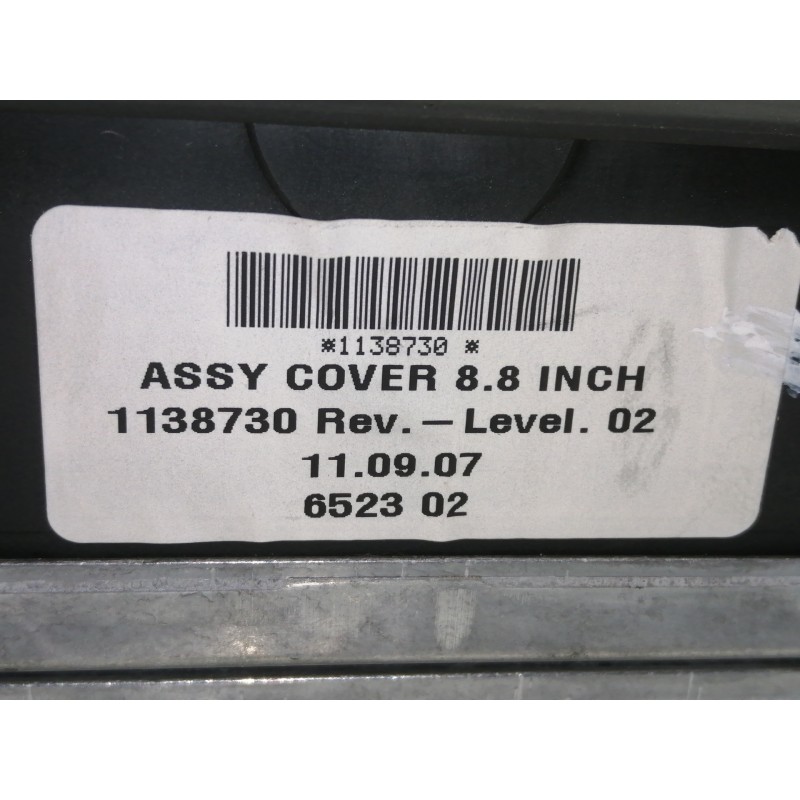 *1138730 *
ASSY COVER 8.8 INCH
1138730 Rev. – Level. 02
11.09.07
6523 02